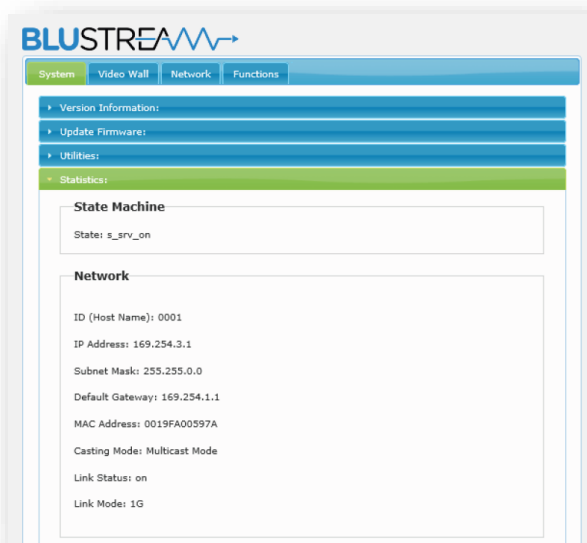 BLUSTREAM
System Video Wall Network Functions
Version Information:
Update Firmware:
Utilities:
Statistics:
State Machine
State: s_srv_on
Network
ID (Host Name): 0001
IP Address: 169.254.3.1
Subnet Mask: 255.255.0.0
Default Gateway: 169.254.1.1
MAC Address: 0019FA00597A
Casting Mode: Multicast Mode
Link Status: on
Link Mode: 1G